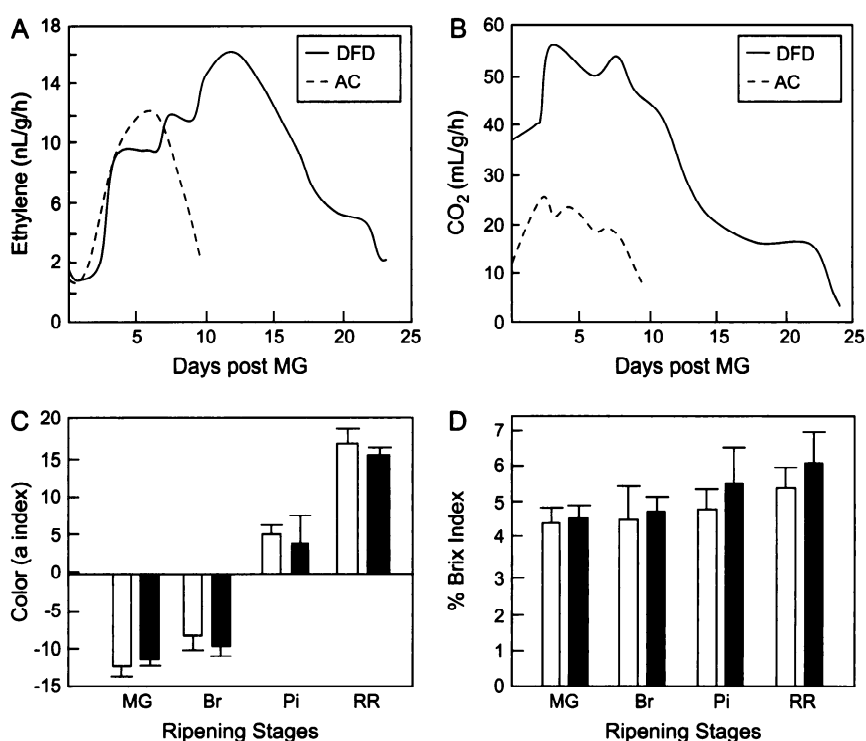 A
Ethylene (nL/g/h)
18
16
14
10
6
2
0
DFD
AC
5
10
15
20
25
Days post MG
B
CO2 (mL/g/h)
60
50
40
30
20
10
0
DFD
AC
5
10
15
20
25
Days post MG
C
Color (a index)
20
15
10
5
0
-5
-10
-15
MG Br Pi RR
Ripening Stages
D
% Brix Index
7
6
5
4
3
2
1
0
MG Br Pi RR
Ripening Stages